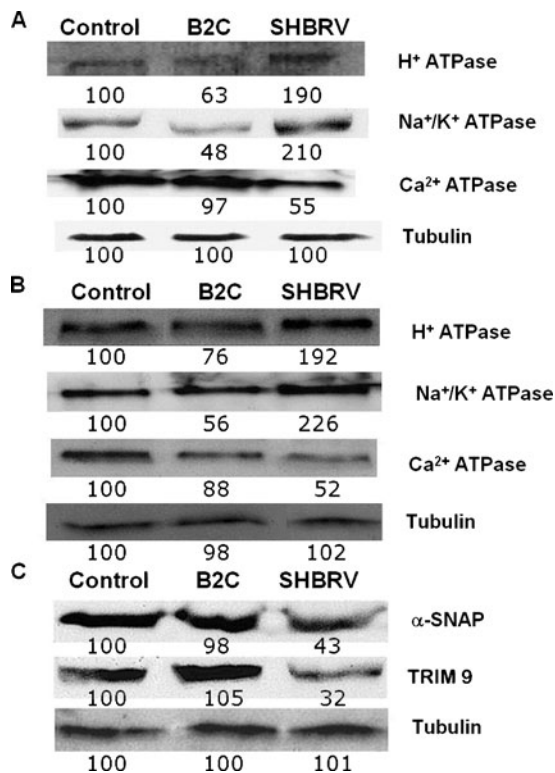 A
Control B2C SHBRV
H⁺ ATPase
100 63 190
Na⁺/K⁺ ATPase
100 48 210
Ca²⁺ ATPase
100 97 55
Tubulin
100 100 100
B
Control B2C SHBRV
H⁺ ATPase
100 76 192
Na⁺/K⁺ ATPase
100 56 226
Ca²⁺ ATPase
100 88 52
Tubulin
100 98 102
C
Control B2C SHBRV
α-SNAP
100 98 43
TRIM 9
100 105 32
Tubulin
100 100 101